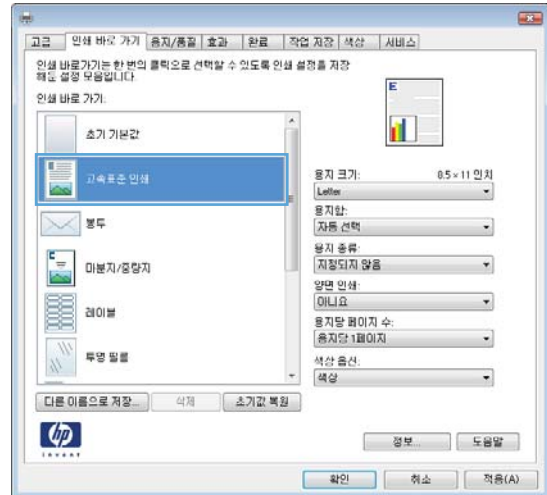 고급 인쇄 바로 가기 용지/품질 효과 완료 작업 저장 색상 서비스
인쇄 바로가기는 한 번의 클릭으로 선택할 수 있도록 인쇄 설정을 저장
해둔 설정 모음입니다.
인쇄 바로 가기:
초기 기본값
고속표준 인쇄
봉투
마분지/중량지
레이블
투명 필름
E
용지 크기: 8.5 × 11 인치
Letter
용지함:
자동 선택
용지 종류:
지정되지 않음
양면 인쇄:
아니요
용지당 페이지 수:
용지당 1페이지
색상 옵션:
색상
다른 이름으로 저장... 삭제 초기값 복원
hp
invent
정보... 도움말
확인 취소 적용(A)